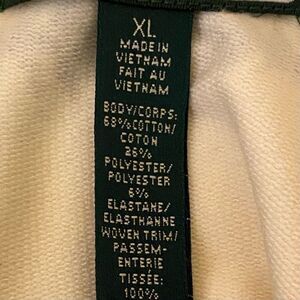 XL
MADE IN
VIETNAM
FAIT AU
VIETNAM
BODY/CORPS:
68%COTTON/
COTON
26%
POLYESTER/
POLYESTER
6%
ELASTANE/
ELASTHANNE
WOVEN TRIM/
PASSEM-
ENTERIE
TISSÉE:
100%